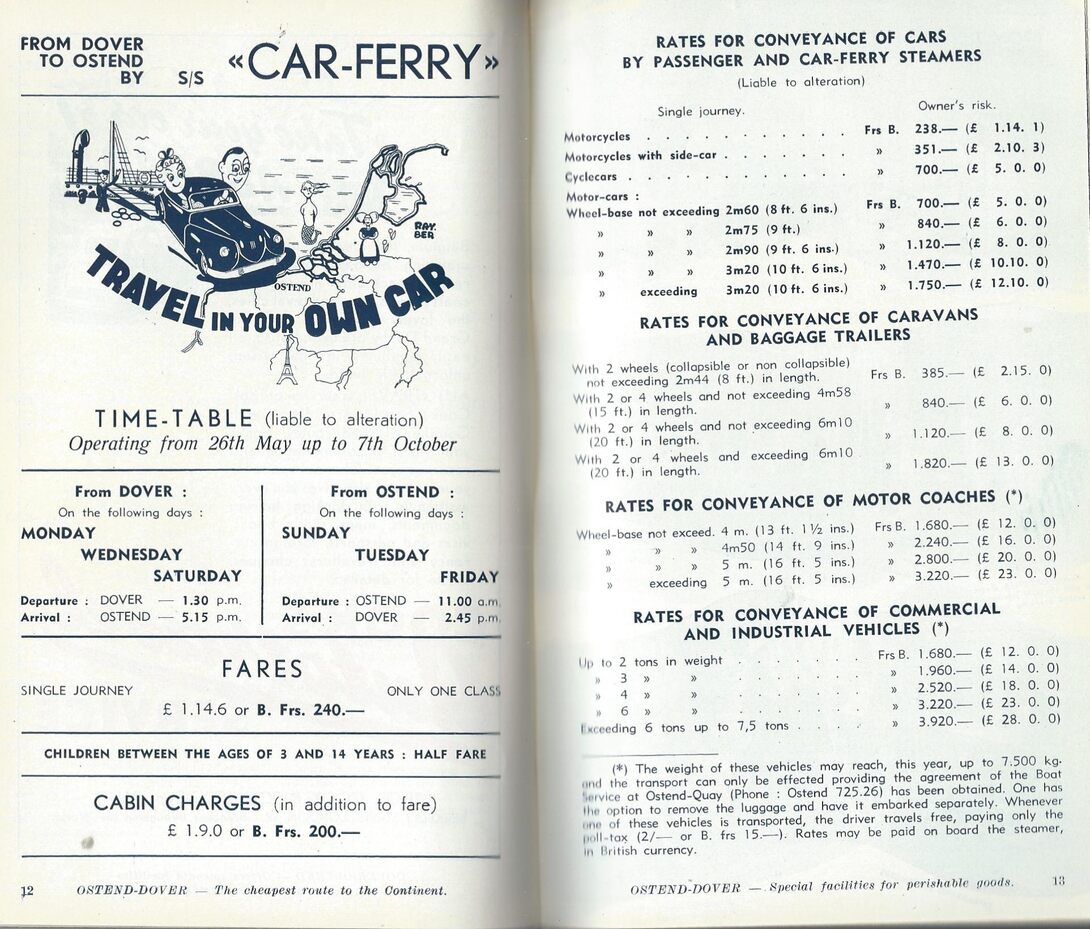 FROM DOVER
TO OSTEND
BY S/S «CAR-FERRY»
RAY.
BER
OSTEND
TRAVEL IN YOUR OWN CAR
TIME-TABLE (liable to alteration)
Operating from 26th May up to 7th October
From DOVER :
On the following days :
MONDAY
WEDNESDAY
SATURDAY
Departure : DOVER — 1.30 p.m.
Arrival : OSTEND — 5.15 p.m.
From OSTEND :
On the following days :
SUNDAY
TUESDAY
FRIDAY
Departure : OSTEND — 11.00 a.m.
Arrival : DOVER — 2.45 p.m.
FARES
SINGLE JOURNEY ONLY ONE CLASS
£ 1.14.6 or B. Frs. 240.—
CHILDREN BETWEEN THE AGES OF 3 AND 14 YEARS : HALF FARE
CABIN CHARGES (in addition to fare)
£ 1.9.0 or B. Frs. 200.—
12 OSTEND-DOVER — The cheapest route to the Continent.
RATES FOR CONVEYANCE OF CARS
BY PASSENGER AND CAR-FERRY STEAMERS
(Liable to alteration)
Single journey. Owner's risk.
Motorcycles . . . . . . . . . . . Frs B. 238.— (£ 1.14. 1)
Motorcycles with side-car . . . . . . . » 351.— (£ 2.10. 3)
Cyclecars . . . . . . . . . . . . » 700.— (£ 5. 0. 0)
Motor-cars :
Wheel-base not exceeding 2m60 (8 ft. 6 ins.) Frs B. 700.— (£ 5. 0. 0)
» » » 2m75 (9 ft.) » 840.— (£ 6. 0. 0)
» » » 2m90 (9 ft. 6 ins.) » 1.120.— (£ 8. 0. 0)
» » » 3m20 (10 ft. 6 ins.) » 1.470.— (£ 10.10. 0)
» exceeding 3m20 (10 ft. 6 ins.) » 1.750.— (£ 12.10. 0)
RATES FOR CONVEYANCE OF CARAVANS
AND BAGGAGE TRAILERS
With 2 wheels (collapsible or non collapsible)
not exceeding 2m44 (8 ft.) in length. Frs B. 385.— (£ 2.15. 0)
With 2 or 4 wheels and not exceeding 4m58
(15 ft.) in length. » 840.— (£ 6. 0. 0)
With 2 or 4 wheels and not exceeding 6m10
(20 ft.) in length. » 1.120.— (£ 8. 0. 0)
With 2 or 4 wheels and exceeding 6m10
(20 ft.) in length. » 1.820.— (£ 13. 0. 0)
RATES FOR CONVEYANCE OF MOTOR COACHES (*)
Wheel-base not exceed. 4 m. (13 ft. 1½ ins.) Frs B. 1.680.— (£ 12. 0. 0)
» » » 4m50 (14 ft. 9 ins.) » 2.240.— (£ 16. 0. 0)
» » » 5 m. (16 ft. 5 ins.) » 2.800.— (£ 20. 0. 0)
» exceeding 5 m. (16 ft. 5 ins.) » 3.220.— (£ 23. 0. 0)
RATES FOR CONVEYANCE OF COMMERCIAL
AND INDUSTRIAL VEHICLES (*)
Up to 2 tons in weight . . . . . . . Frs B. 1.680.— (£ 12. 0. 0)
» 3 » » . . . . . . . » 1.960.— (£ 14. 0. 0)
» 4 » » . . . . . . . » 2.520.— (£ 18. 0. 0)
» 6 » » . . . . . . . » 3.220.— (£ 23. 0. 0)
Exceeding 6 tons up to 7,5 tons . . . . » 3.920.— (£ 28. 0. 0)
(*) The weight of these vehicles may reach, this year, up to 7.500 kg.
and the transport can only be effected providing the agreement of the Boat
Service at Ostend-Quay (Phone : Ostend 725.26) has been obtained. One has
the option to remove the luggage and have it embarked separately. Whenever
one of these vehicles is transported, the driver travels free, paying only the
poll-tax (2/— or B. frs 15.—). Rates may be paid on board the steamer,
in British currency.
OSTEND-DOVER — Special facilities for perishable goods. 13